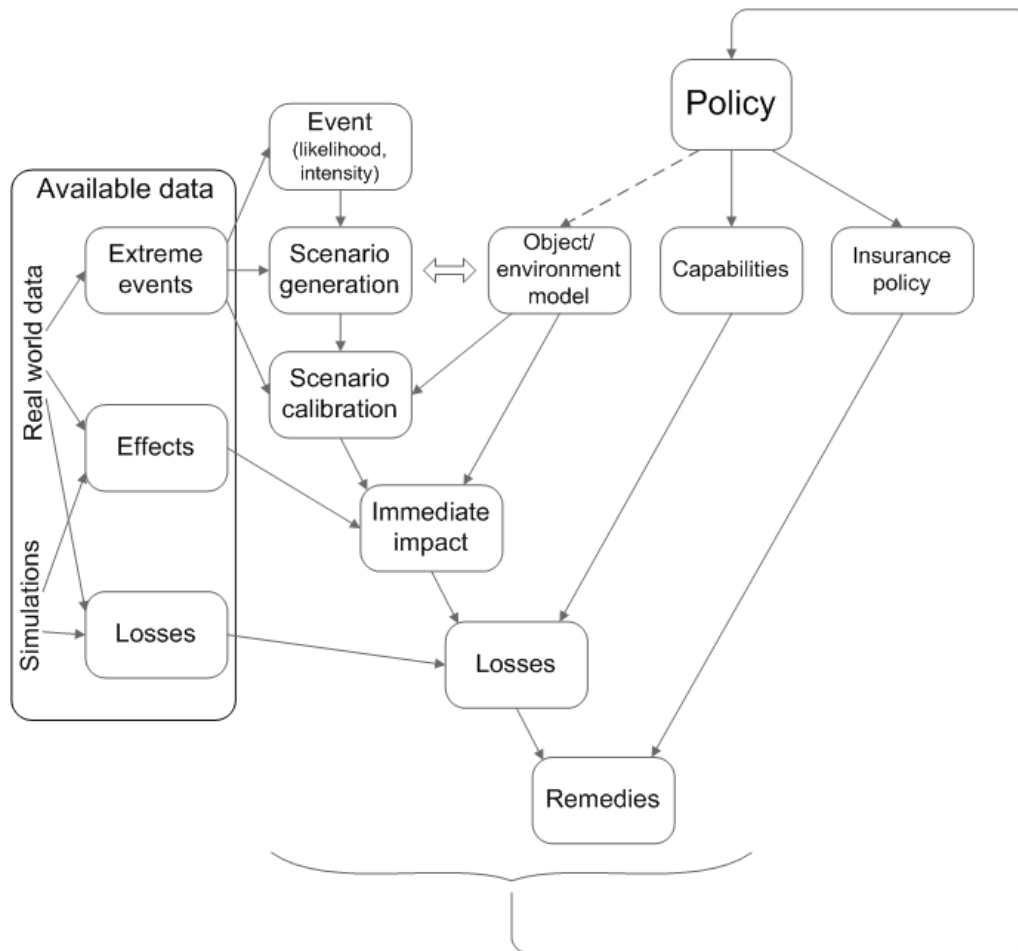 Policy
Event
(likelihood,
intensity)
Available data
Extreme
events
Scenario
generation
Object/
environment
model
Capabilities
Insurance
policy
Real world data
Scenario
calibration
Effects
Immediate
impact
Simulations
Losses
Losses
Remedies